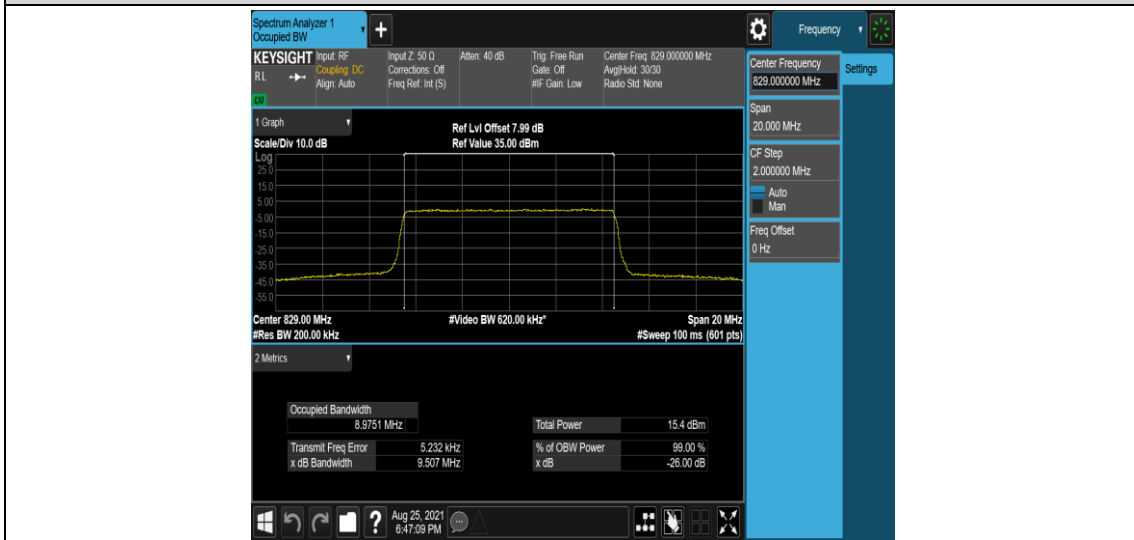 Spectrum Analyzer 1
Occupied BW
Frequency
KEYSIGHT
RL
Input: RF
Coupling: DC
Align: Auto
Input Z: 50 Ω
Corrections: Off
Freq Ref: Int (S)
Atten: 40 dB
Trig: Free Run
Gate: Off
#IF Gain: Low
Center Freq: 829.000000 MHz
Avg|Hold: 30/30
Radio Std: None
Center Frequency
829.000000 MHz
Settings
Span
20.000 MHz
CF Step
2.000000 MHz
Auto
Man
Freq Offset
0 Hz
1 Graph
Scale/Div 10.0 dB
Ref Lvl Offset 7.99 dB
Ref Value 35.00 dBm
Log
25.0
15.0
5.00
-5.00
-15.0
-25.0
-35.0
-45.0
-55.0
Center 829.00 MHz
#Video BW 620.00 kHz*
Span 20 MHz
#Res BW 200.00 kHz
#Sweep 100 ms (601 pts)
2 Metrics
Occupied Bandwidth
8.9751 MHz
Total Power 15.4 dBm
Transmit Freq Error 5.232 kHz
% of OBW Power 99.00 %
x dB Bandwidth 9.507 MHz
x dB -26.00 dB
Aug 25, 2021
6:47:09 PM